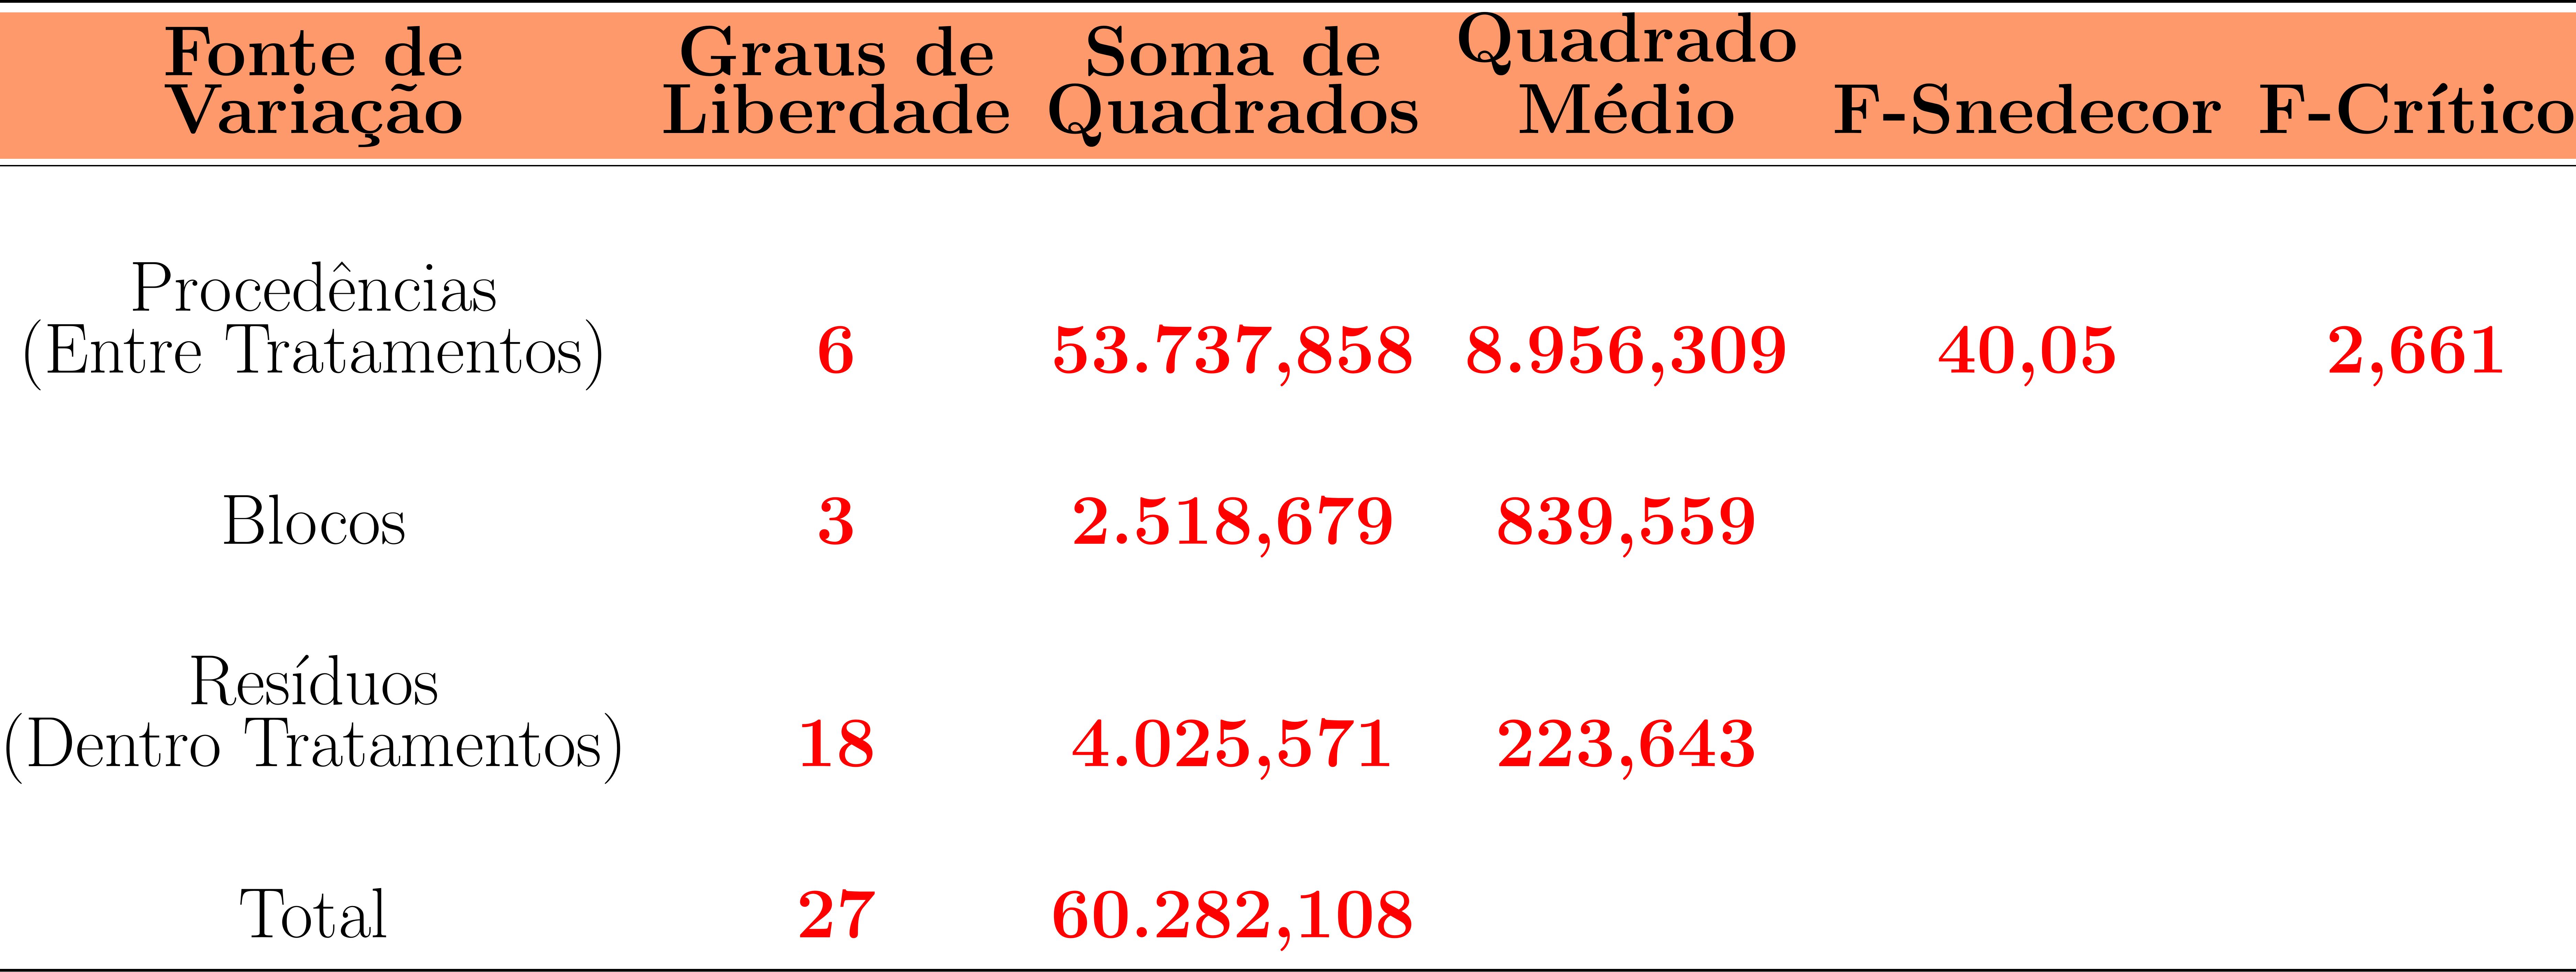 Fonte de Variação Graus de Liberdade Soma de Quadrados Quadrado Médio F-Snedecor F-Crítico
Procedências
(Entre Tratamentos) 6 53.737,858 8.956,309 40,05 2,661
Blocos 3 2.518,679 839,559
Resíduos
(Dentro Tratamentos) 18 4.025,571 223,643
Total 27 60.282,108